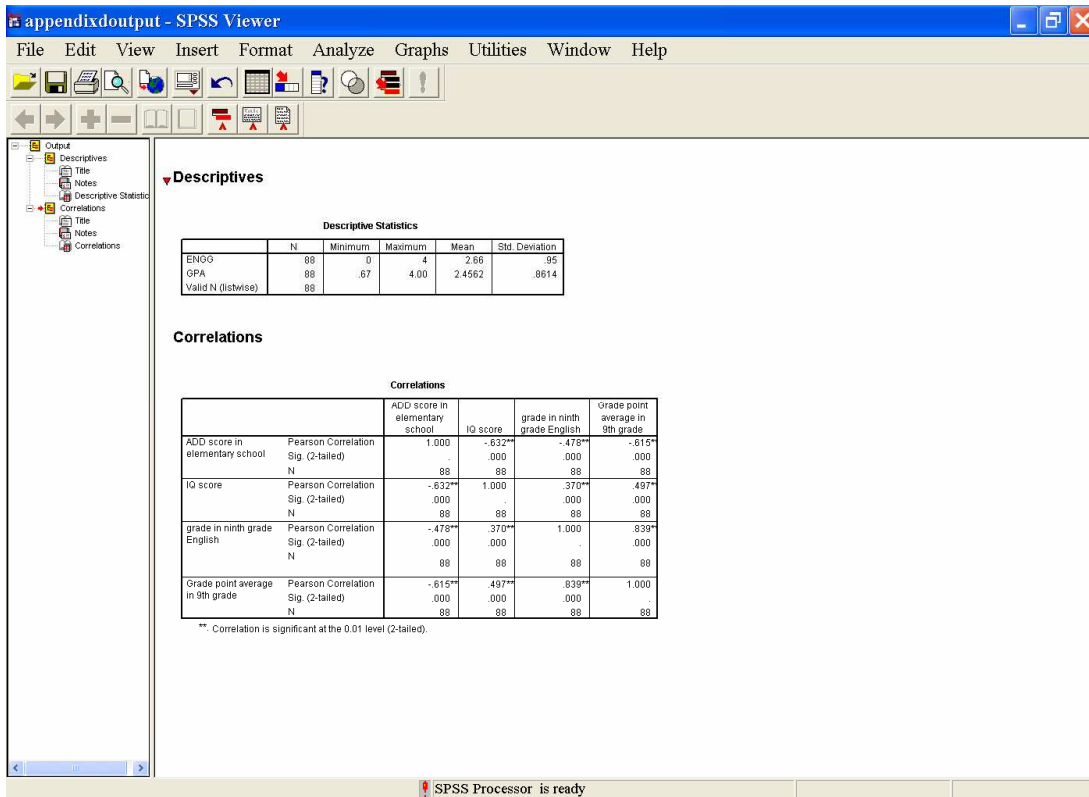 appendixdoutput - SPSS Viewer
File Edit View Insert Format Analyze Graphs Utilities Window Help
Output
Descriptives
Title
Notes
Descriptive Statistic
Correlations
Title
Notes
Correlations
Descriptives
Descriptive Statistics
N Minimum Maximum Mean Std. Deviation
ENGG 88 0 4 2.66 .95
GPA 88 .67 4.00 2.4562 .8614
Valid N (listwise) 88
Correlations
Correlations
ADD score in
elementary
school
IQ score
grade in ninth
grade English
Grade point
average in
9th grade
ADD score in Pearson Correlation 1.000 -.632** -.478** -.615**
elementary school Sig. (2-tailed) . .000 .000 .000
N 88 88 88 88
IQ score Pearson Correlation -.632** 1.000 .370** .497**
Sig. (2-tailed) .000 . .000 .000
N 88 88 88 88
grade in ninth grade Pearson Correlation -.478** .370** 1.000 .839**
English Sig. (2-tailed) .000 .000 . .000
N 88 88 88 88
Grade point average Pearson Correlation -.615** .497** .839** 1.000
in 9th grade Sig. (2-tailed) .000 .000 .000 .
N 88 88 88 88
**. Correlation is significant at the 0.01 level (2-tailed).
SPSS Processor is ready